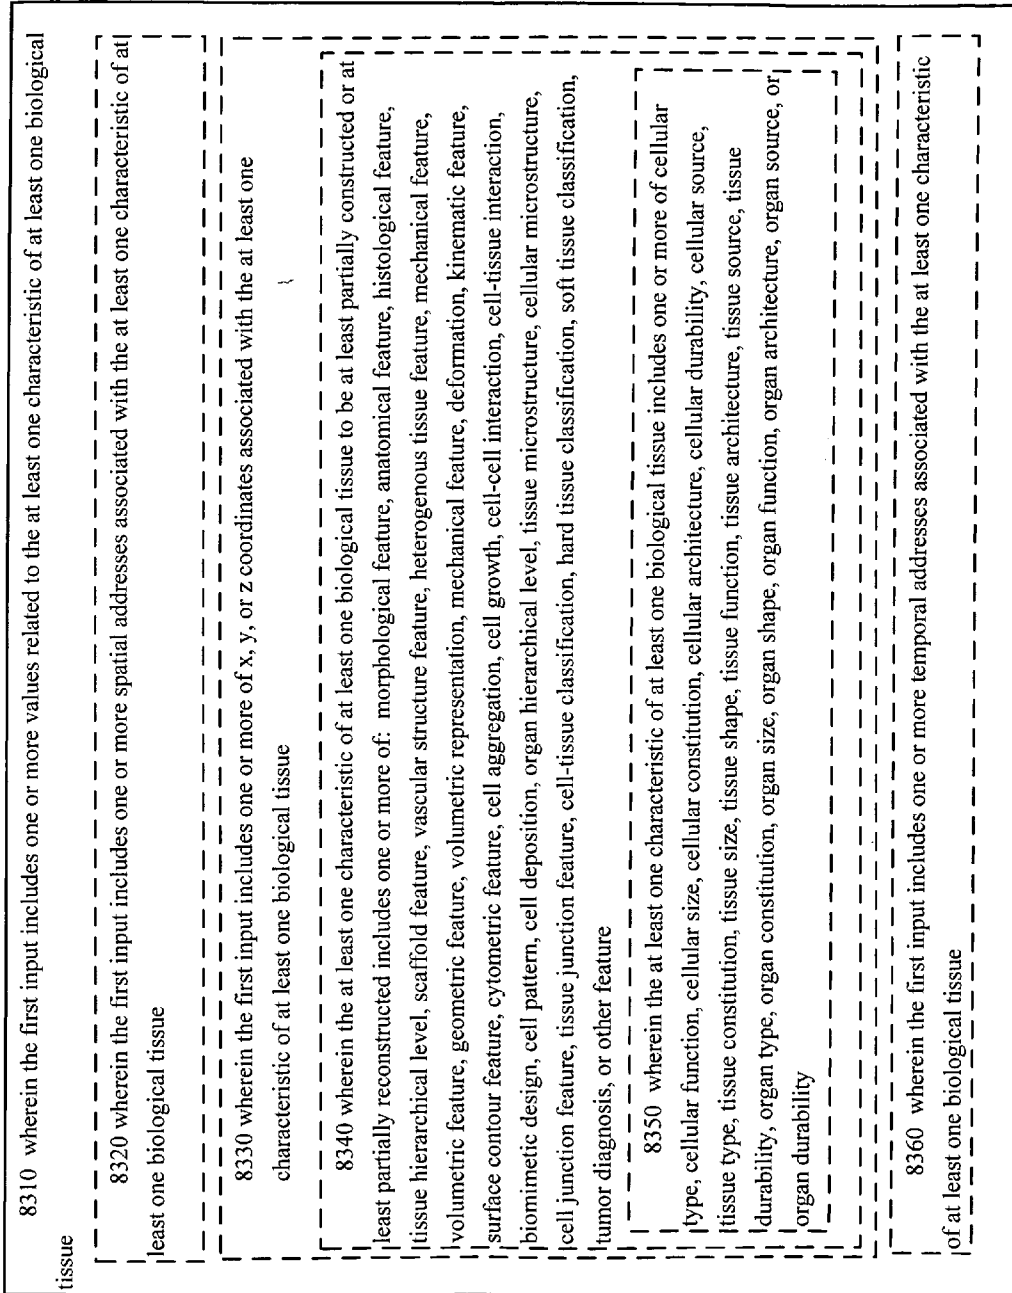 8310 wherein the first input includes one or more values related to the at least one characteristic of at least one biological
tissue
8320 wherein the first input includes one or more spatial addresses associated with the at least one characteristic of at
least one biological tissue
8330 wherein the first input includes one or more of x, y, or z coordinates associated with the at least one
characteristic of at least one biological tissue
8340 wherein the at least one characteristic of at least one biological tissue to be at least partially constructed or at
least partially reconstructed includes one or more of: morphological feature, anatomical feature, histological feature,
tissue hierarchical level, scaffold feature, vascular structure feature, heterogenous tissue feature, mechanical feature,
volumetric feature, geometric feature, volumetric representation, mechanical feature, deformation, kinematic feature,
surface contour feature, cytometric feature, cell aggregation, cell growth, cell-cell interaction, cell-tissue interaction,
biomimetic design, cell pattern, cell deposition, organ hierarchical level, tissue microstructure, cellular microstructure,
cell junction feature, tissue junction feature, cell-tissue classification, hard tissue classification, soft tissue classification,
tumor diagnosis, or other feature
8350 wherein the at least one characteristic of at least one biological tissue includes one or more of cellular
type, cellular function, cellular size, cellular constitution, cellular architecture, cellular durability, cellular source,
tissue type, tissue constitution, tissue size, tissue shape, tissue function, tissue architecture, tissue source, tissue
durability, organ type, organ constitution, organ size, organ shape, organ function, organ architecture, organ source, or
organ durability
8360 wherein the first input includes one or more temporal addresses associated with the at least one characteristic
of at least one biological tissue